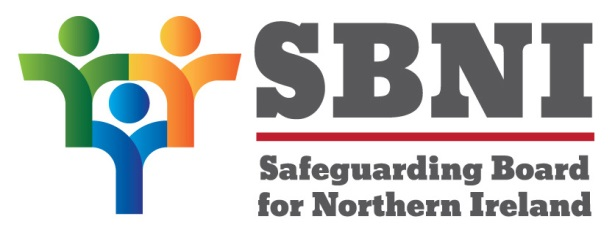 SBNI
Safeguarding Board
for Northern Ireland